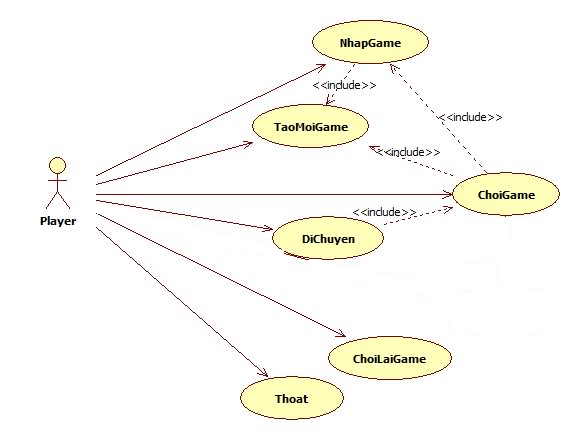 NhapGame
<<include>>
TaoMoiGame
<<include>>
<<include>>
ChoiGame
Player
<<include>>
DiChuyen
ChoiLaiGame
Thoat